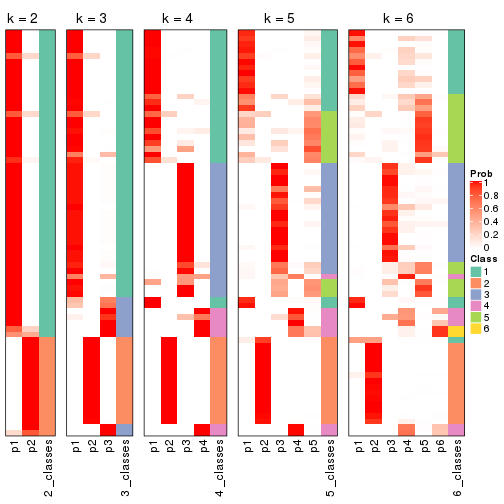 k = 2
k = 3
k = 4
k = 5
k = 6
Prob
1
0.8
0.6
0.4
0.2
0
Class
1
2
3
4
5
6
p1
p2
2_classes
p1
p2
p3
3_classes
p1
p2
p3
p4
4_classes
p1
p2
p3
p4
p5
5_classes
p1
p2
p3
p4
p5
p6
6_classes